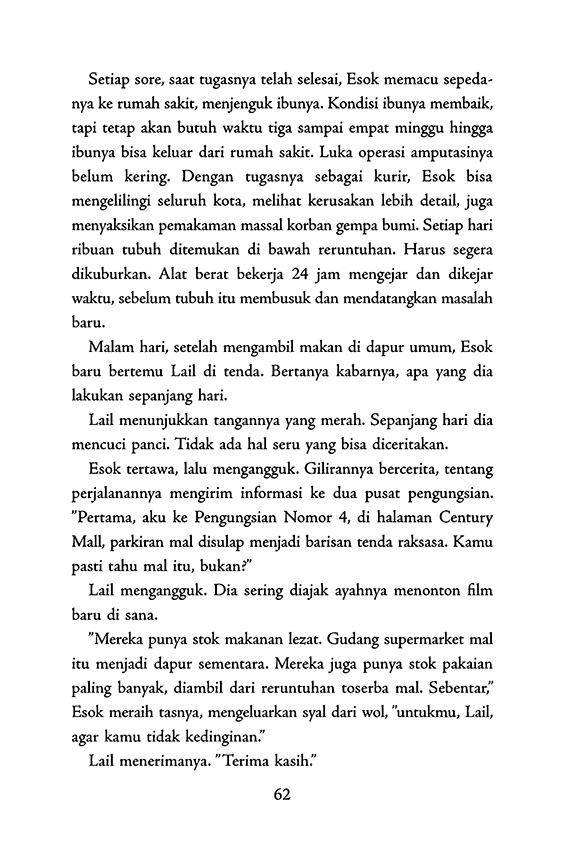 Setiap sore, saat tugasnya telah selesai, Esok memacu sepeda-
nya ke rumah sakit, menjenguk ibunya. Kondisi ibunya membaik,
tapi tetap akan butuh waktu tiga sampai empat minggu hingga
ibunya bisa keluar dari rumah sakit. Luka operasi amputasinya
belum kering. Dengan tugasnya sebagai kurir, Esok bisa
mengelilingi seluruh kota, melihat kerusakan lebih detail, juga
menyaksikan pemakaman massal korban gempa bumi. Setiap hari
ribuan tubuh ditemukan di bawah reruntuhan. Harus segera
dikuburkan. Alat berat bekerja 24 jam mengejar dan dikejar
waktu, sebelum tubuh itu membusuk dan mendatangkan masalah
baru.
Malam hari, setelah mengambil makan di dapur umum, Esok
baru bertemu Lail di tenda. Bertanya kabarnya, apa yang dia
lakukan sepanjang hari.
Lail menunjukkan tangannya yang merah. Sepanjang hari dia
mencuci panci. Tidak ada hal seru yang bisa diceritakan.
Esok tertawa, lalu mengangguk. Gilirannya bercerita, tentang
perjalanannya mengirim informasi ke dua pusat pengungsian.
”Pertama, aku ke Pengungsian Nomor 4, di halaman Century
Mall, parkiran mal disulap menjadi barisan tenda raksasa. Kamu
pasti tahu mal itu, bukan?”
Lail mengangguk. Dia sering diajak ayahnya menonton film
baru di sana.
”Mereka punya stok makanan lezat. Gudang supermarket mal
itu menjadi dapur sementara. Mereka juga punya stok pakaian
paling banyak, diambil dari reruntuhan toserba mal. Sebentar,”
Esok meraih tasnya, mengeluarkan syal dari wol, ”untukmu, Lail,
agar kamu tidak kedinginan.”
Lail menerimanya. ”Terima kasih.”
62